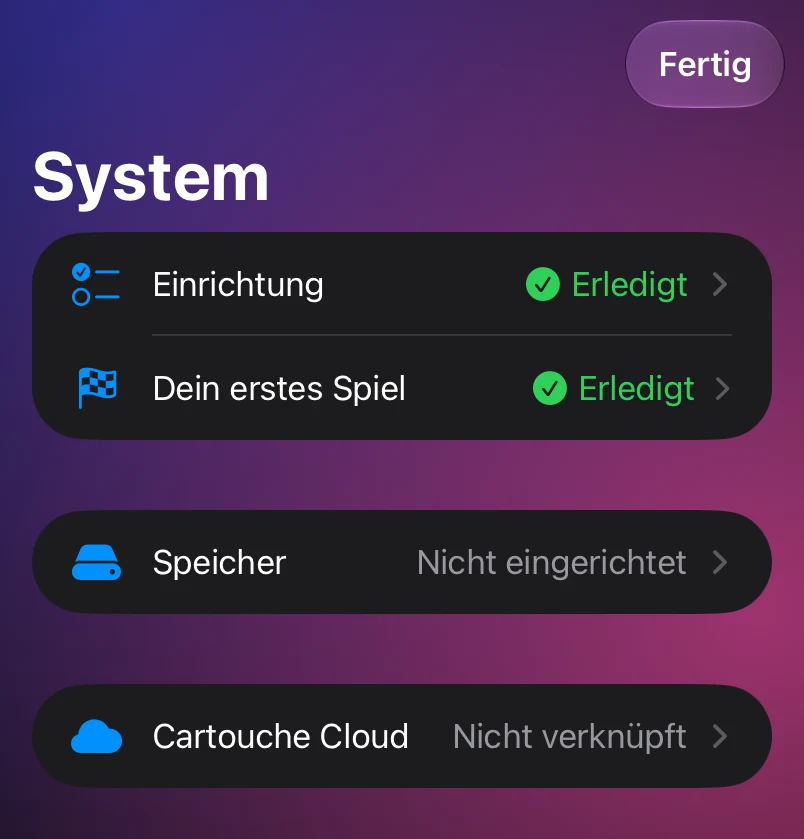 Fertig
System
Einrichtung Erledigt
Dein erstes Spiel Erledigt
Speicher Nicht eingerichtet
Cartouche Cloud Nicht verknüpft